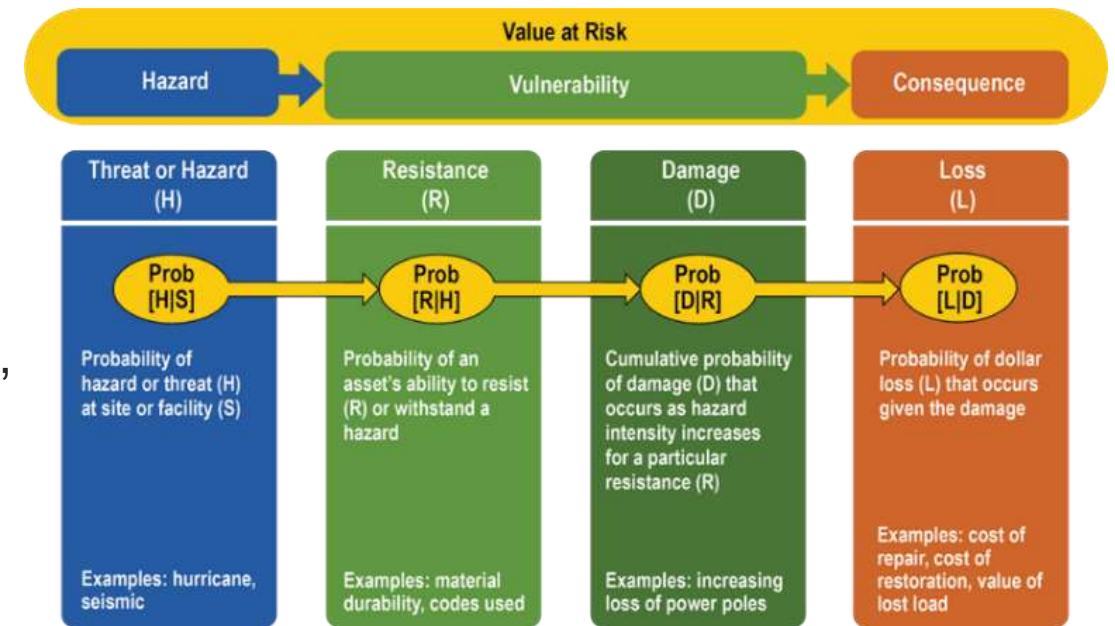 Value at Risk
Hazard
Vulnerability
Consequence
Threat or Hazard
(H)
Prob
[H|S]
Probability of
hazard or threat (H)
at site or facility (S)
Examples: hurricane,
seismic
Resistance
(R)
Prob
[R|H]
Probability of an
asset's ability to resist
(R) or withstand a
hazard
Examples: material
durability, codes used
Damage
(D)
Prob
[D|R]
Cumulative probability
of damage (D) that
occurs as hazard
intensity increases
for a particular
resistance (R)
Examples: increasing
loss of power poles
Loss
(L)
Prob
[L|D]
Probability of dollar
loss (L) that occurs
given the damage
Examples: cost of
repair, cost of
restoration, value of
lost load
,